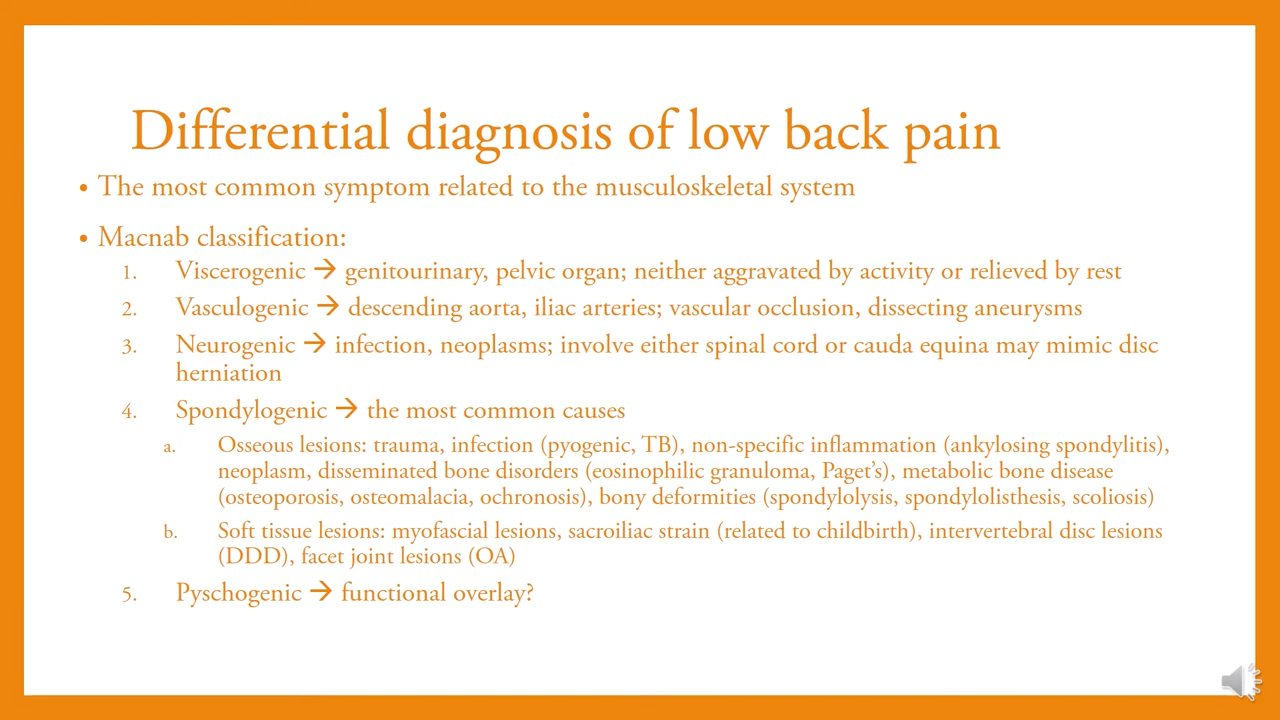 Differential diagnosis of low back pain
• The most common symptom related to the musculoskeletal system
• Macnab classification:
1. Viscerogenic → genitourinary, pelvic organ; neither aggravated by activity or relieved by rest
2. Vasculogenic → descending aorta, iliac arteries; vascular occlusion, dissecting aneurysms
3. Neurogenic → infection, neoplasms; involve either spinal cord or cauda equina may mimic disc
herniation
4. Spondylogenic → the most common causes
a. Osseous lesions: trauma, infection (pyogenic, TB), non-specific inflammation (ankylosing spondylitis),
neoplasm, disseminated bone disorders (eosinophilic granuloma, Paget's), metabolic bone disease
(osteoporosis, osteomalacia, ochronosis), bony deformities (spondylolysis, spondylolisthesis, scoliosis)
b. Soft tissue lesions: myofascial lesions, sacroiliac strain (related to childbirth), intervertebral disc lesions
(DDD), facet joint lesions (OA)
5. Pyschogenic → functional overlay?